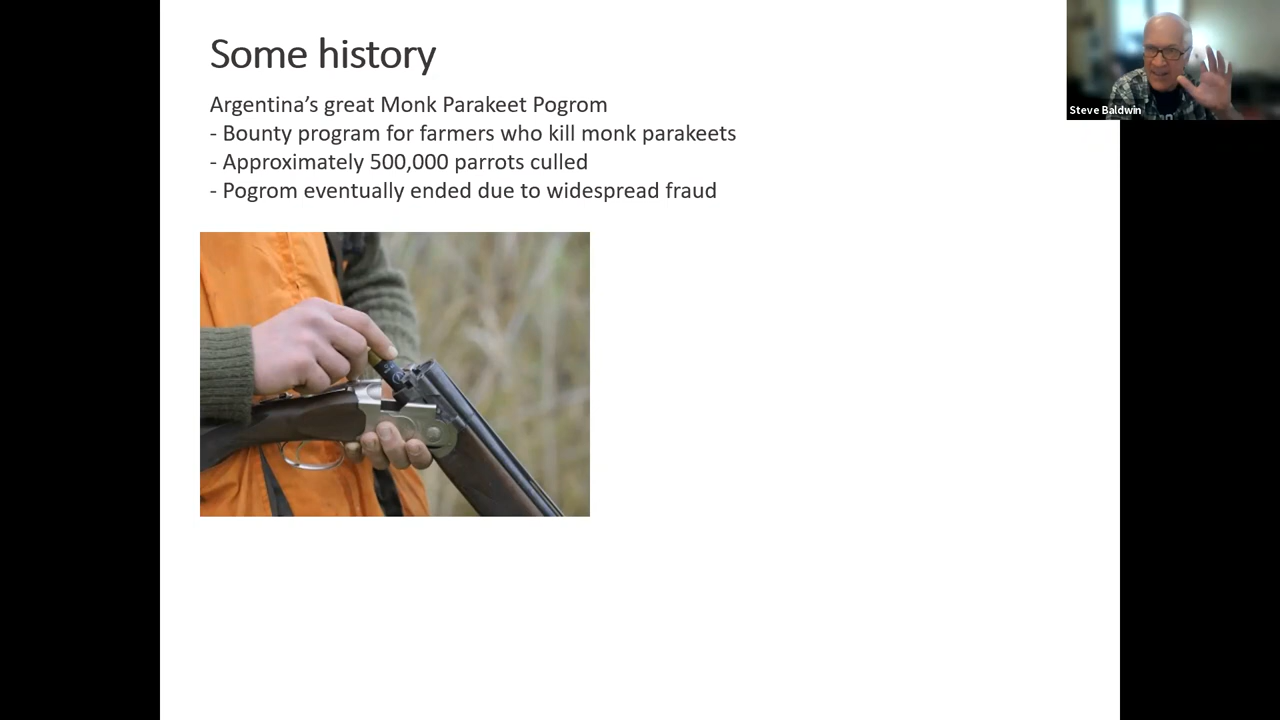 Some history
Argentina’s great Monk Parakeet Pogrom
- Bounty program for farmers who kill monk parakeets
- Approximately 500,000 parrots culled
- Pogrom eventually ended due to widespread fraud
Steve Baldwin